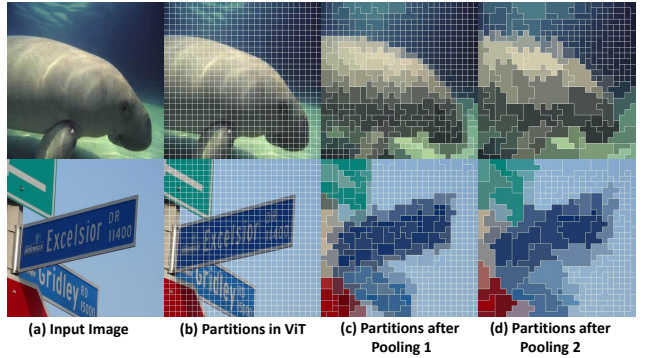 Excelsior DR
11400
Gridley RD
15000
Excelsior DR
11400
Gridley
(a) Input Image
(b) Partitions in ViT
(c) Partitions after
Pooling 1
(d) Partitions after
Pooling 2